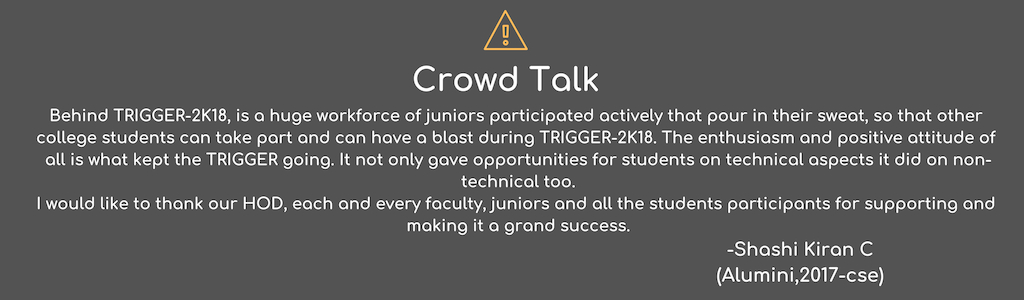 Crowd Talk
Behind TRIGGER-2K18, is a huge workforce of juniors participated actively that pour in their sweat, so that other
college students can take part and can have a blast during TRIGGER-2K18. The enthusiasm and positive attitude of
all is what kept the TRIGGER going. It not only gave opportunities for students on technical aspects it did on non-
technical too.
I would like to thank our HOD, each and every faculty, juniors and all the students participants for supporting and
making it a grand success.
-Shashi Kiran C
(Alumini,2017-cse)